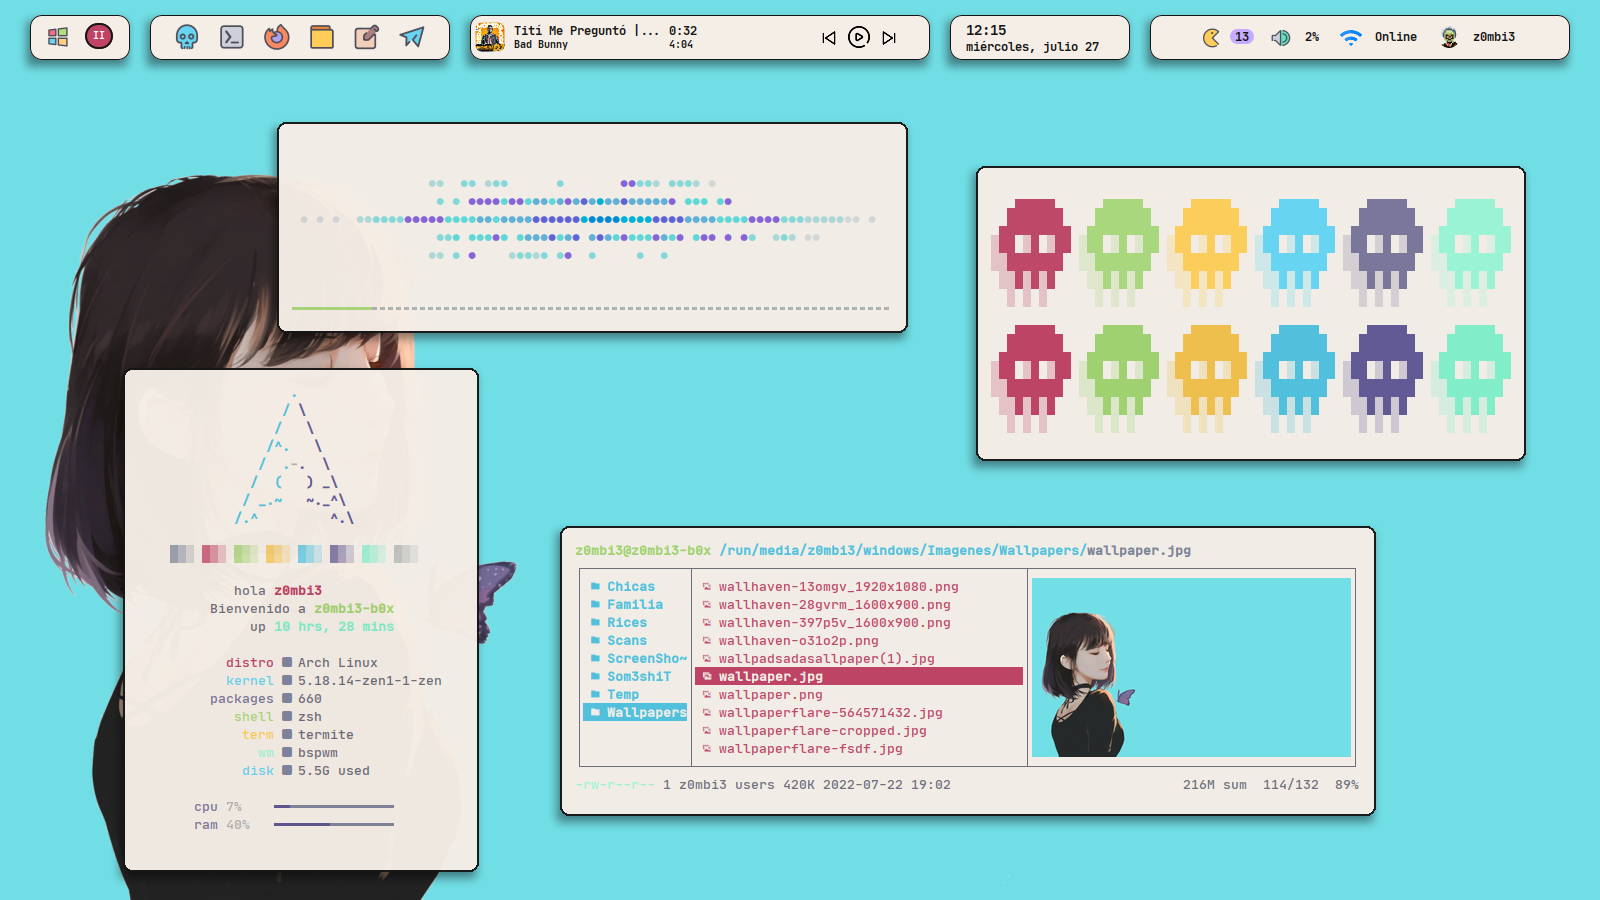 II
Tití Me Preguntó |... 0:32
Bad Bunny 4:04
12:15
miércoles, julio 27
13
2%
Online
z0mbi3
hola z0mbi3
Bienvenido a z0mbi3-b0x
up 10 hrs, 28 mins
distro Arch Linux
kernel 5.18.14-zen1-1-zen
packages 660
shell zsh
term termite
wm bspwm
disk 5.5G used
cpu 7%
ram 40%
z0mbi3@z0mbi3-b0x /run/media/z0mbi3/windows/Imagenes/Wallpapers/wallpaper.jpg
Chicas
Familia
Rices
Scans
ScreenSho~
Som3shiT
Temp
Wallpapers
wallhaven-13omgv_1920x1080.png
wallhaven-28gvrm_1600x900.png
wallhaven-397p5v_1600x900.png
wallhaven-o31o2p.png
wallpadsadasallpaper(1).jpg
wallpaper.jpg
wallpaper.png
wallpaperflare-564571432.jpg
wallpaperflare-cropped.jpg
wallpaperflare-fsdf.jpg
-rw-r--r-- 1 z0mbi3 users 420K 2022-07-22 19:02 216M sum 114/132 89%